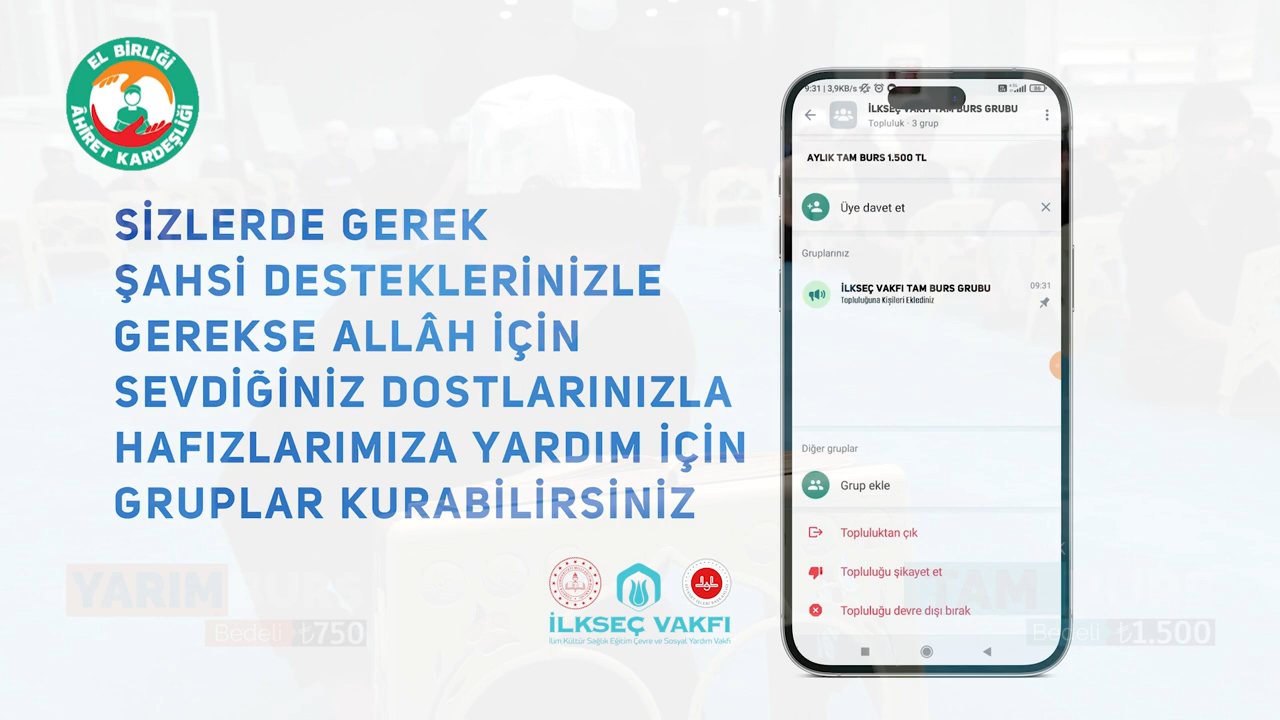 EL BİRLİĞİ
ÂHİRET KARDEŞLİĞİ
SİZLERDE GEREK
ŞAHSİ DESTEKLERİNİZLE
GEREKSE ALLÂH İÇİN
SEVDİĞİNİZ DOSTLARINIZLA
HAFIZLARIMIZA YARDIM İÇİN
GRUPLAR KURABİLİRSİNİZ
YARIM
Bedeli ₺750
İLKSEÇ VAKFI
İlim Kültür Sağlık Eğitim Çevre ve Sosyal Yardım Vakfı
9:31 | 3,9KB/s
İLKSEÇ VAKFI TAM BURS GRUBU
Topluluk · 3 grup
AYLIK TAM BURS 1.500 TL
Üye davet et
Gruplarınız
İLKSEÇ VAKFI TAM BURS GRUBU
09:31
Topluluğuna Kişileri Eklediniz
Diğer gruplar
Grup ekle
Topluluktan çık
Topluluğu şikayet et
Topluluğu devre dışı bırak
TAM
Bedeli ₺1.500